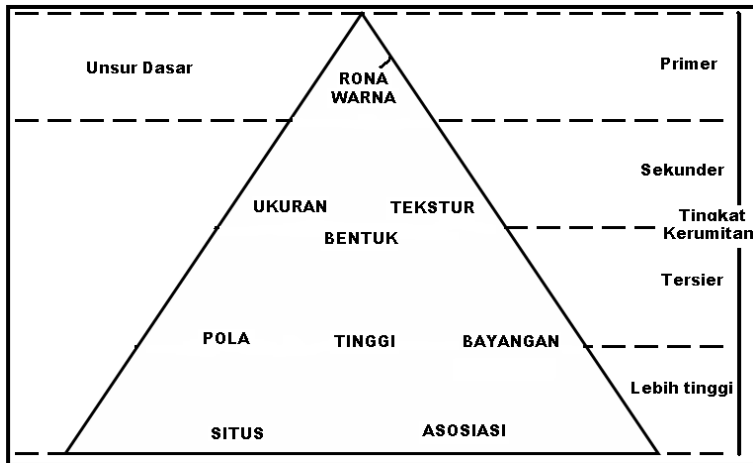 Unsur Dasar
Primer
RONA
WARNA
Sekunder
UKURAN
TEKSTUR
Tingkat
Kerumitan
BENTUK
Tersier
POLA
TINGGI
BAYANGAN
Lebih tinggi
SITUS
ASOSIASI